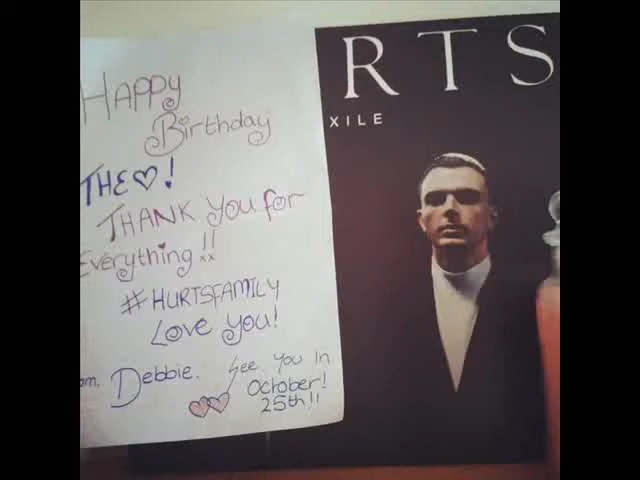 Happy
Birthday
THEO!
THANK you for
Everything!! xx
#HURTSFAMILY
Love you!
om, Debbie.
See you in
October!
25th!!
RTS
XILE